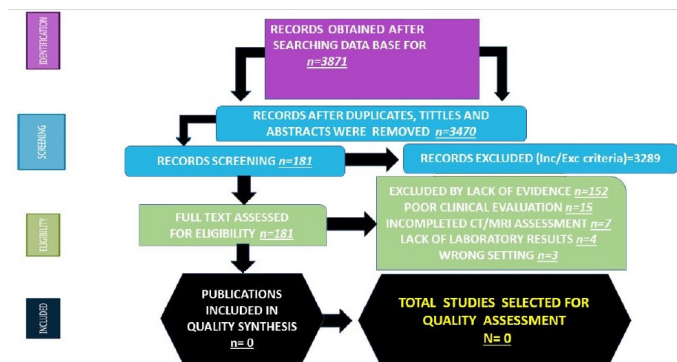 IDENTIFICATION
RECORDS OBTAINED AFTER
SEARCHING DATA BASE FOR
n=3871
SCREENING
RECORDS AFTER DUPLICATES, TITTLES AND
ABSTRACTS WERE REMOVED n=3470
RECORDS SCREENING n=181
RECORDS EXCLUDED (Inc/Exc criteria)=3289
ELIGIBILITY
FULL TEXT ASSESSED
FOR ELIGIBILITY n=181
EXCLUDED BY LACK OF EVIDENCE n=152
POOR CLINICAL EVALUATION n=15
INCOMPLETED CT/MRI ASSESSMENT n=7
LACK OF LABORATORY RESULTS n=4
WRONG SETTING n=3
INCLUDED
PUBLICATIONS
INCLUDED IN
QUALITY SYNTHESIS
n= 0
TOTAL STUDIES SELECTED FOR
QUALITY ASSESSMENT
N= 0